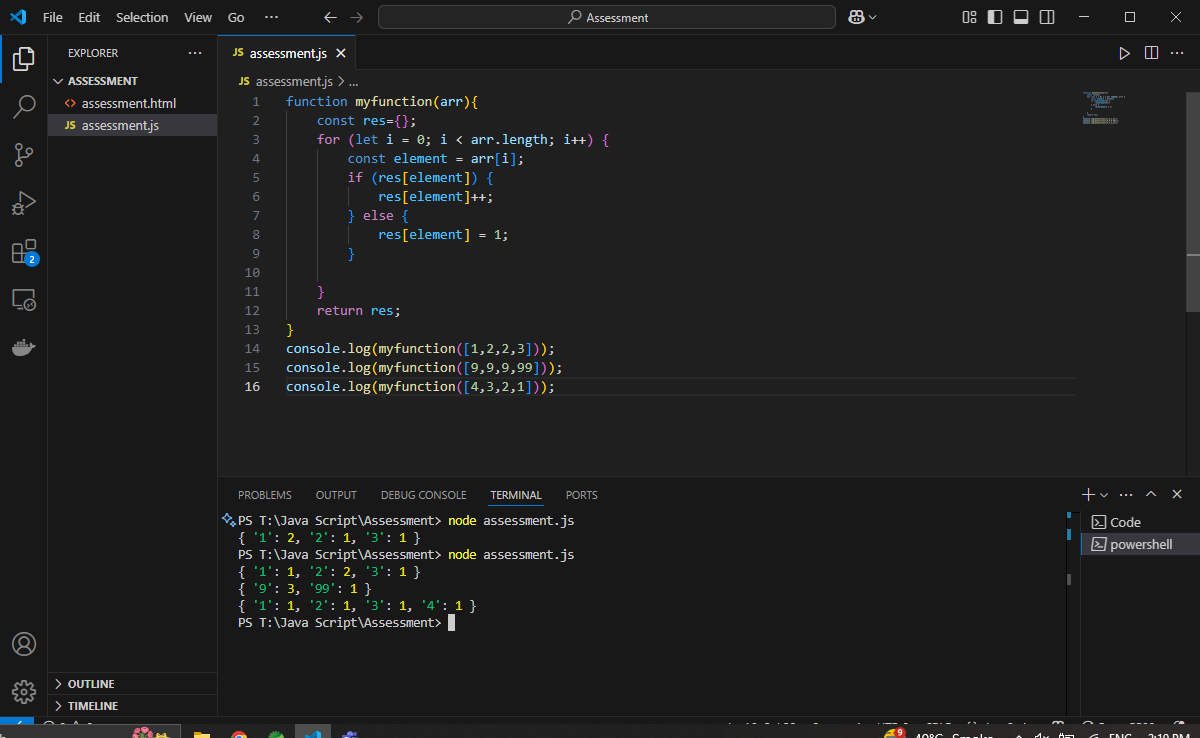 File Edit Selection View Go ··· Assessment
EXPLORER ···
ASSESSMENT
<> assessment.html
JS assessment.js
2
OUTLINE
TIMELINE
JS assessment.js
JS assessment.js > ...
1 function myfunction(arr){
2 const res={};
3 for (let i = 0; i < arr.length; i++) {
4 const element = arr[i];
5 if (res[element]) {
6 res[element]++;
7 } else {
8 res[element] = 1;
9 }
10
11 }
12 return res;
13 }
14 console.log(myfunction([1,2,2,3]));
15 console.log(myfunction([9,9,9,99]));
16 console.log(myfunction([4,3,2,1]));
PROBLEMS OUTPUT DEBUG CONSOLE TERMINAL PORTS
PS T:\Java Script\Assessment> node assessment.js
{ '1': 2, '2': 1, '3': 1 }
PS T:\Java Script\Assessment> node assessment.js
{ '1': 1, '2': 2, '3': 1 }
{ '9': 3, '99': 1 }
{ '1': 1, '2': 1, '3': 1, '4': 1 }
PS T:\Java Script\Assessment>
Code
powershell
9